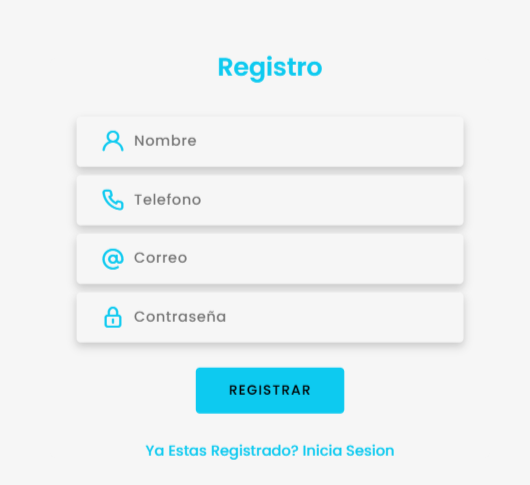 Registro
Nombre
Telefono
Correo
Contraseña
REGISTRAR
Ya Estas Registrado? Inicia Sesion